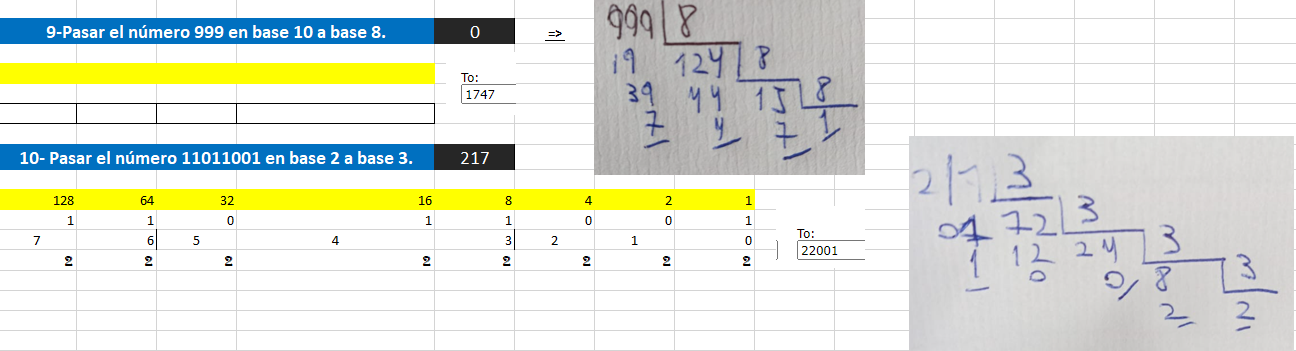 9-Pasar el número 999 en base 10 a base 8. 0 =>
To:
1747
999 8
19 124 8
39 44 15 8
7 4 7 1
10- Pasar el número 11011001 en base 2 a base 3. 217
128 64 32 16 8 4 2 1
1 1 0 1 1 0 0 1
7 6 5 4 3 2 1 0
2 2 2 2 2 2 2 2
To:
22001
217 3
07 72 3
1 12 24 3
0 0 8 3
2 2